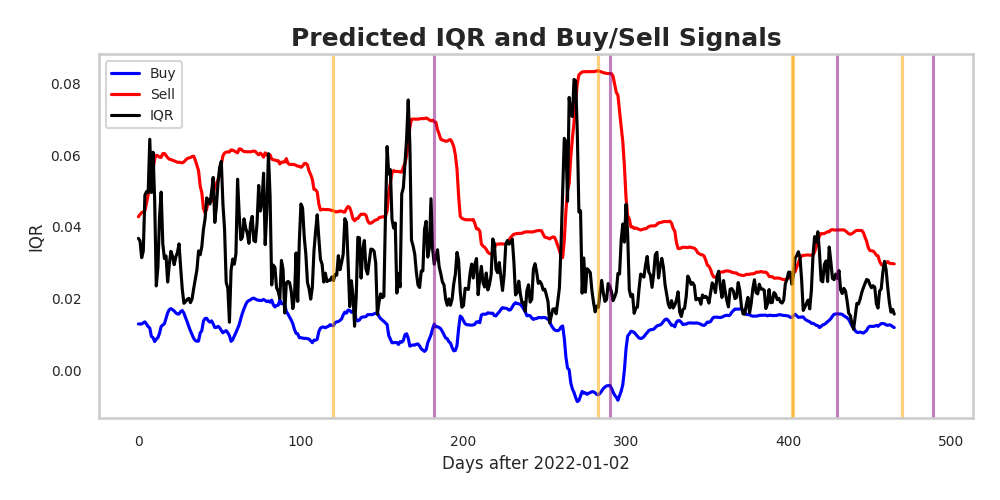 Predicted IQR and Buy/Sell Signals
Buy
Sell
IQR
0.08
0.06
0.04
0.02
0.00
IQR
0 100 200 300 400 500
Days after 2022-01-02